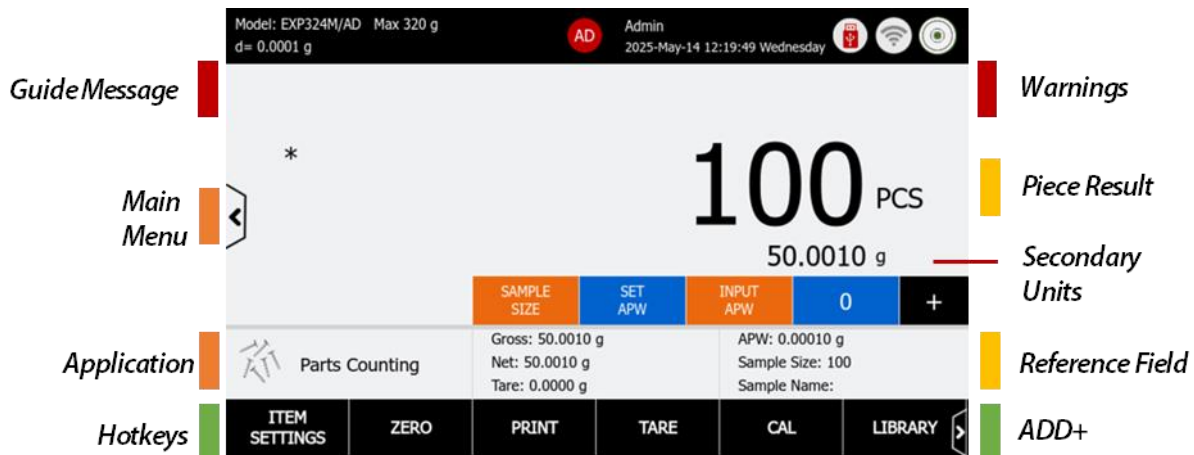 Model: EXP324M/AD Max 320 g
d= 0.0001 g
AD
Admin
2025-May-14 12:19:49 Wednesday
Guide Message
Warnings
*
100 PCS
Main
Menu
Piece Result
50.0010 g
Secondary
Units
SAMPLE
SIZE
SET
APW
INPUT
APW
0
+
Application
Parts Counting
Gross: 50.0010 g
Net: 50.0010 g
Tare: 0.0000 g
APW: 0.00010 g
Sample Size: 100
Sample Name:
Reference Field
Hotkeys
ITEM
SETTINGS
ZERO
PRINT
TARE
CAL
LIBRARY
ADD+